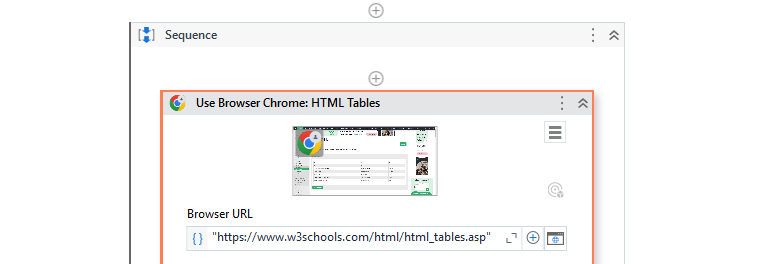 Sequence
Use Browser Chrome: HTML Tables
Browser URL
{ } "https://www.w3schools.com/html/html_tables.asp"